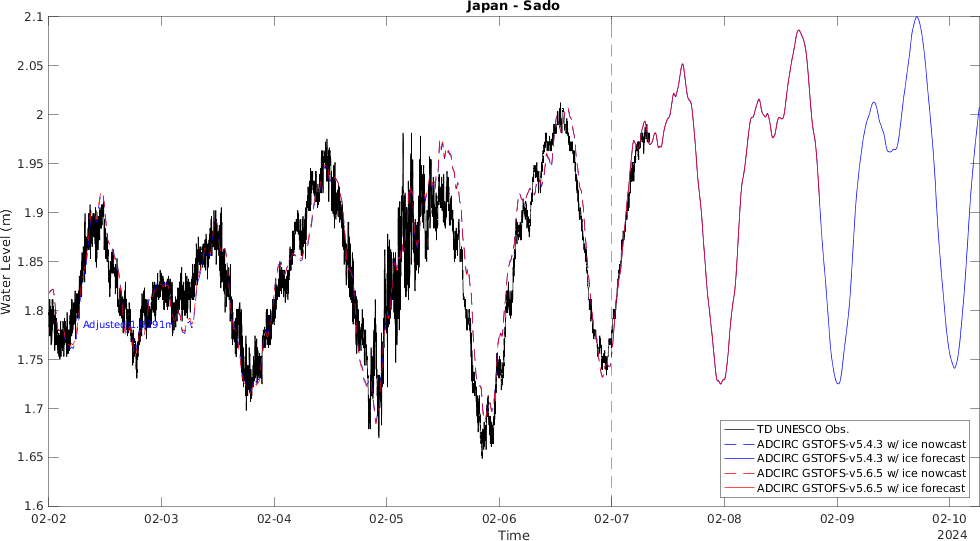 Japan - Sado
2.1
2.05
2
1.95
1.9
1.85
1.8
1.75
1.7
1.65
1.6
Water Level (m)
Adjusted
TD UNESCO Obs.
ADCIRC GSTOFS-v5.4.3 w/ ice nowcast
ADCIRC GSTOFS-v5.4.3 w/ ice forecast
ADCIRC GSTOFS-v5.6.5 w/ ice nowcast
ADCIRC GSTOFS-v5.6.5 w/ ice forecast
02-02 02-03 02-04 02-05 02-06 02-07 02-08 02-09 02-10
Time
2024